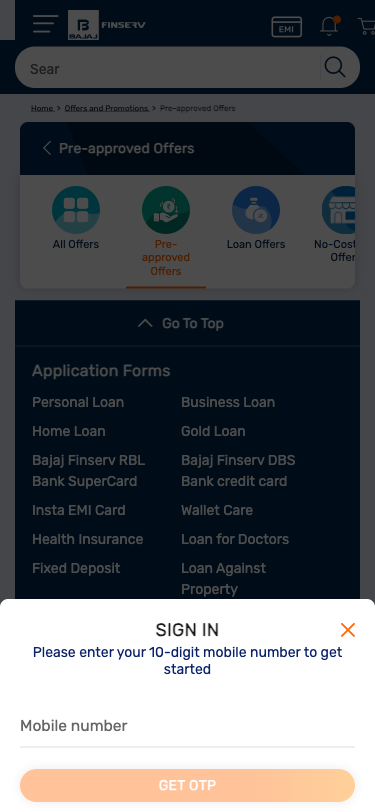 BAJAJ FINSERV
EMI
Sear
Home > Offers and Promotions > Pre-approved Offers
Pre-approved Offers
All Offers
Pre-
approved
Offers
Loan Offers
No-Cost
Offer
Go To Top
Application Forms
Personal Loan
Business Loan
Home Loan
Gold Loan
Bajaj Finserv RBL
Bank SuperCard
Bajaj Finserv DBS
Bank credit card
Insta EMI Card
Wallet Care
Health Insurance
Loan for Doctors
Fixed Deposit
Loan Against
Property
SIGN IN
Please enter your 10-digit mobile number to get
started
Mobile number
GET OTP